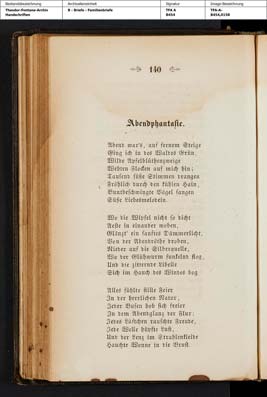 Bestandsbezeichnung
Archivalieneinheit
Signatur
Image-Bezeichnung
Theodor-Fontane-Archiv
Handschriften
B - Briefe - Familienbriefe
TFA A
B454
TFA-A-
B454,0158
140
Abendphantasie.
Abend war's, auf fernem Steige
Ging ich in des Waldes Grün,
Wilde Apfelblüthenzweige
Wehten Flocken auf mich hin;
Tausend süße Stimmen drangen
Fröhlich durch den kühlen Hain,
Buntbeschwingte Vögel sangen
Süße Liebesmelodein.
Wo die Wipfel nicht so dicht
Aeste in einander woben,
Glänzt' ein sanftes Dämmerlicht,
Von der Abendröthe droben,
Nieder auf die Silberquelle,
Wo der Glühwurm funkelnd flog,
Und die zitternde Libelle
Sich im Hauch des Windes bog
Alles fühlte stille Feier
In der herrlichen Natur,
Jeder Busen hob sich freier
In dem Abendglanz der Flur;
Jedes Lüftchen rauschte Freude,
Jede Welle hüpfte Lust,
Und der Lenz im Strahlenkleide
Hauchte Wonne in die Brust.